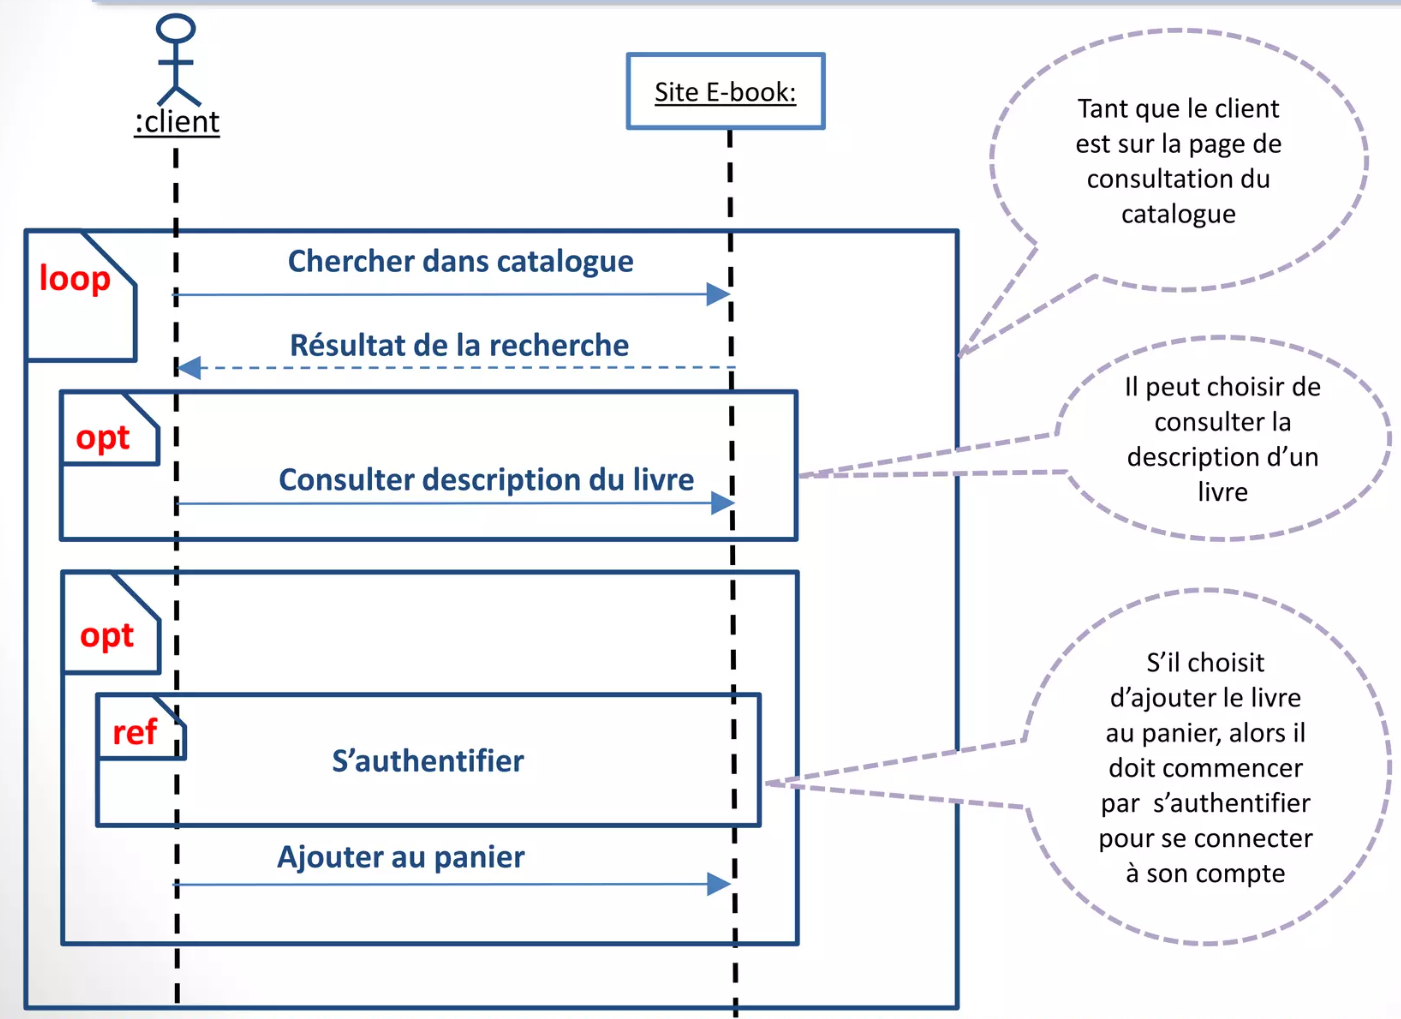 :client
Site E-book:
Tant que le client
est sur la page de
consultation du
catalogue
loop
Chercher dans catalogue
Résultat de la recherche
opt
Consulter description du livre
Il peut choisir de
consulter la
description d’un
livre
opt
ref
S’authentifier
Ajouter au panier
S’il choisit
d’ajouter le livre
au panier, alors il
doit commencer
par s’authentifier
pour se connecter
à son compte